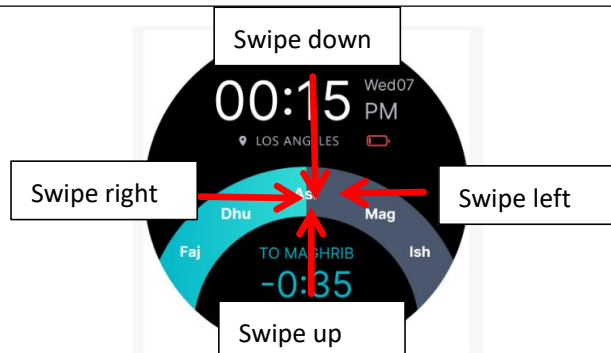 Swipe down
00:15
Wed07
PM
LOS ANGELES
Swipe right
Swipe left
Faj
Dhu
Mag
Ish
TO MAGHRIB
-0:35
Swipe up